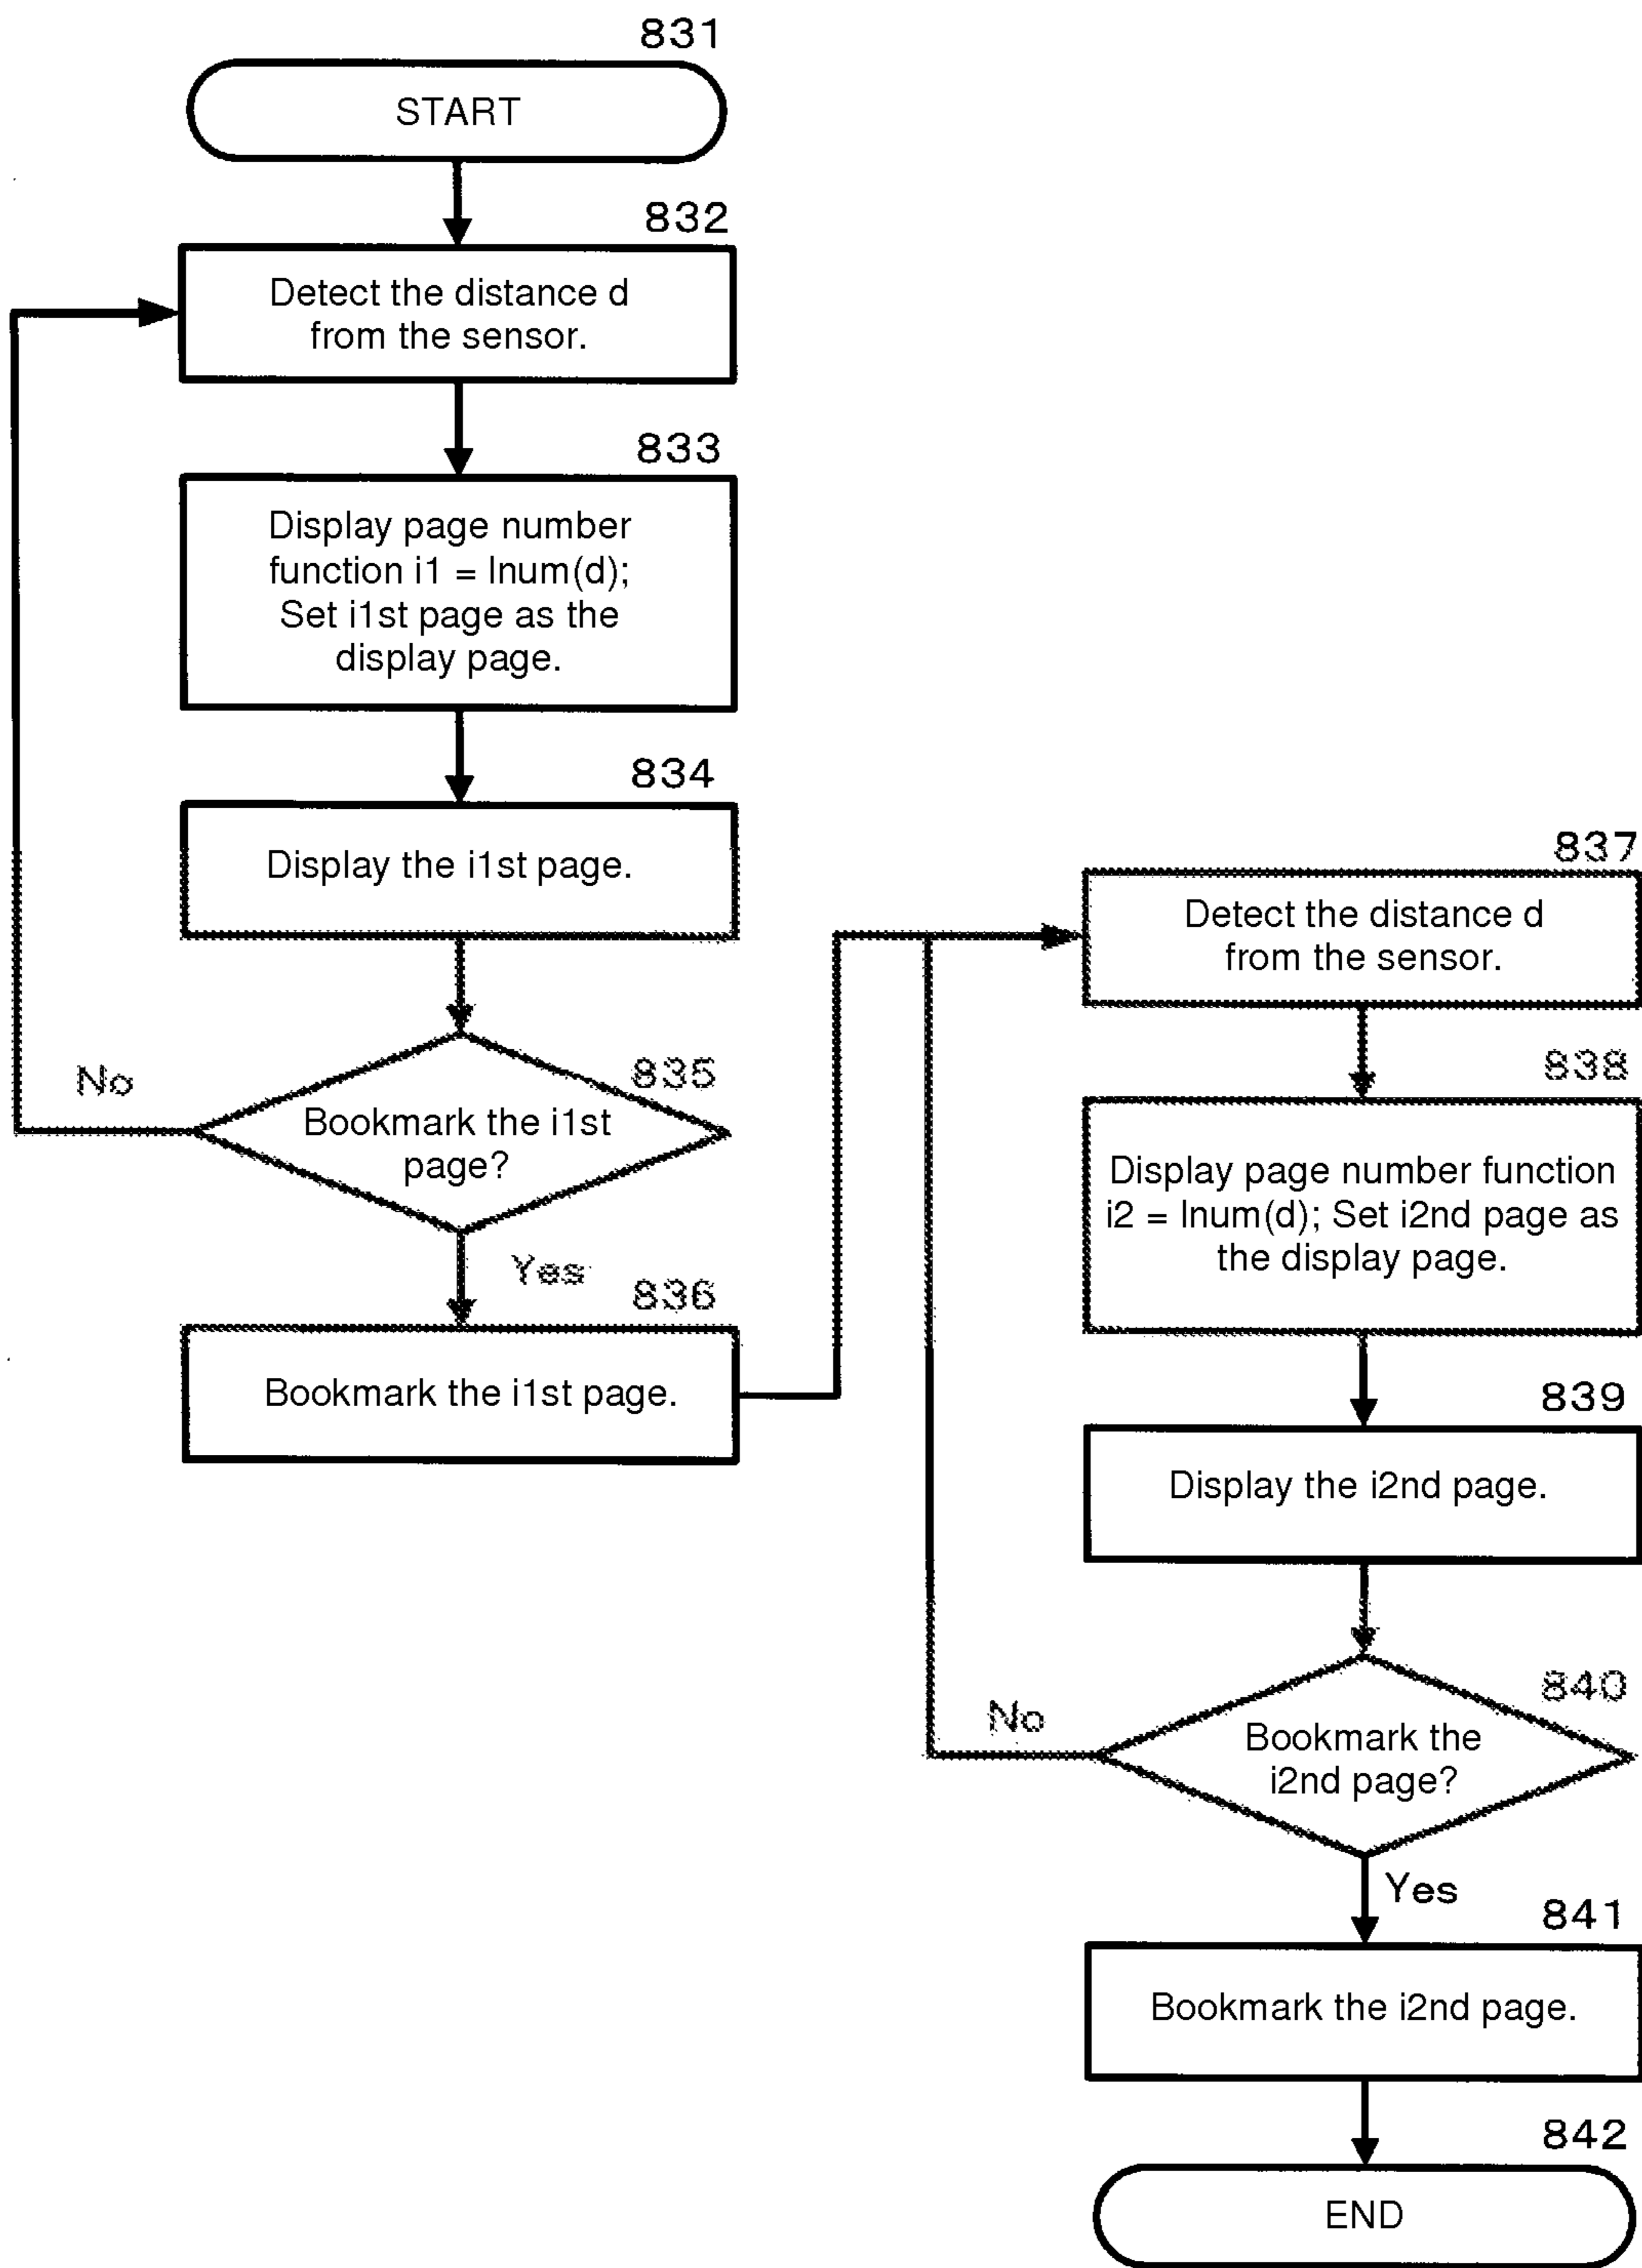 831
START
832
Detect the distance d
from the sensor.
833
Display page number
function i1 = Inum(d);
Set i1st page as the
display page.
834
Display the i1st page.
835
No
Bookmark the i1st
page?
Yes
836
Bookmark the i1st page.
837
Detect the distance d
from the sensor.
838
Display page number function
i2 = Inum(d); Set i2nd page as
the display page.
839
Display the i2nd page.
840
No
Bookmark the
i2nd page?
Yes
841
Bookmark the i2nd page.
842
END